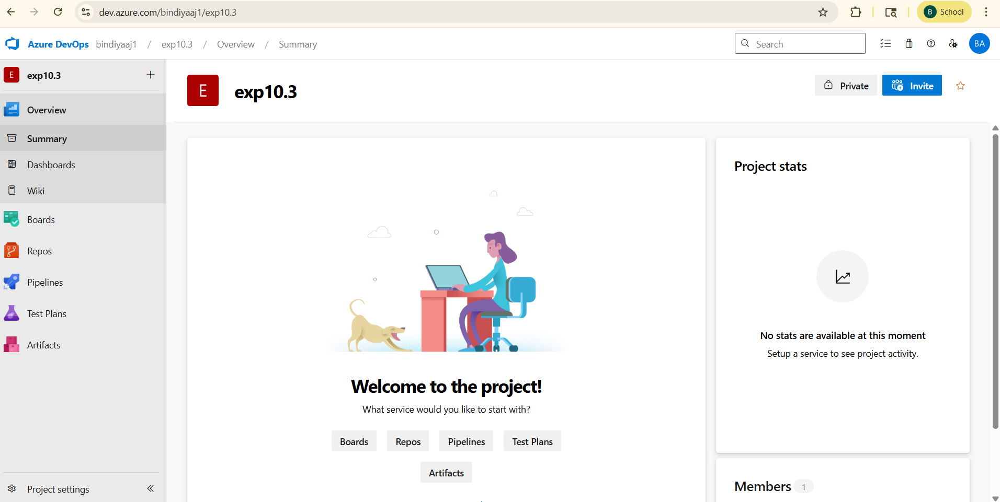 dev.azure.com/bindiyaaj1/exp10.3
B School
Azure DevOps bindiyaaj1 / exp10.3 / Overview / Summary
Search
BA
E exp10.3 +
Overview
Summary
Dashboards
Wiki
Boards
Repos
Pipelines
Test Plans
Artifacts
Project settings
E exp10.3
Private
Invite
Welcome to the project!
What service would you like to start with?
Boards Repos Pipelines Test Plans
Artifacts
Project stats
No stats are available at this moment
Setup a service to see project activity.
Members 1